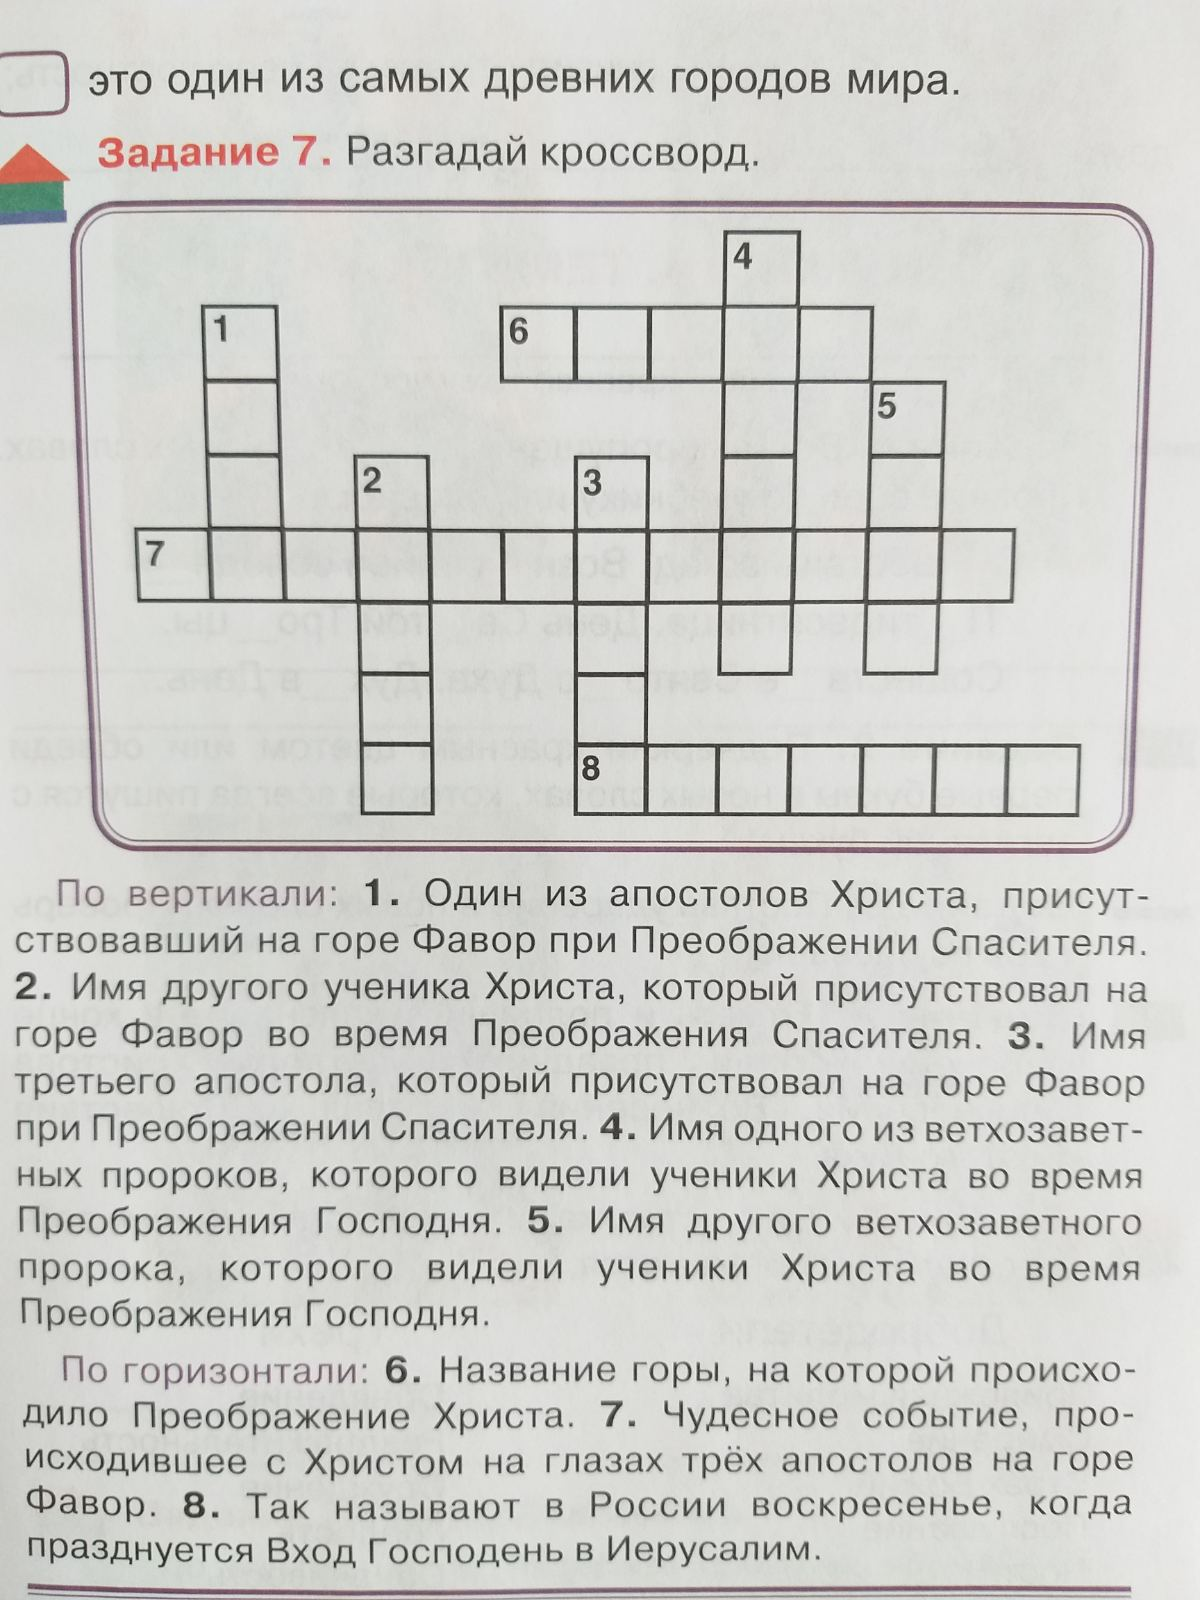 это один из самых древних городов мира.
Задание 7. Разгадай кроссворд.
4
1
6
5
2
3
7
8
По вертикали: 1. Один из апостолов Христа, присут-
ствовавший на горе Фавор при Преображении Спасителя.
2. Имя другого ученика Христа, который присутствовал на
горе Фавор во время Преображения Спасителя. 3. Имя
третьего апостола, который присутствовал на горе Фавор
при Преображении Спасителя. 4. Имя одного из ветхозавет-
ных пророков, которого видели ученики Христа во время
Преображения Господня. 5. Имя другого ветхозаветного
пророка, которого видели ученики Христа во время
Преображения Господня.
По горизонтали: 6. Название горы, на которой происхо-
дило Преображение Христа. 7. Чудесное событие, про-
исходившее с Христом на глазах трёх апостолов на горе
Фавор. 8. Так называют в России воскресенье, когда
празднуется Вход Господень в Иерусалим.